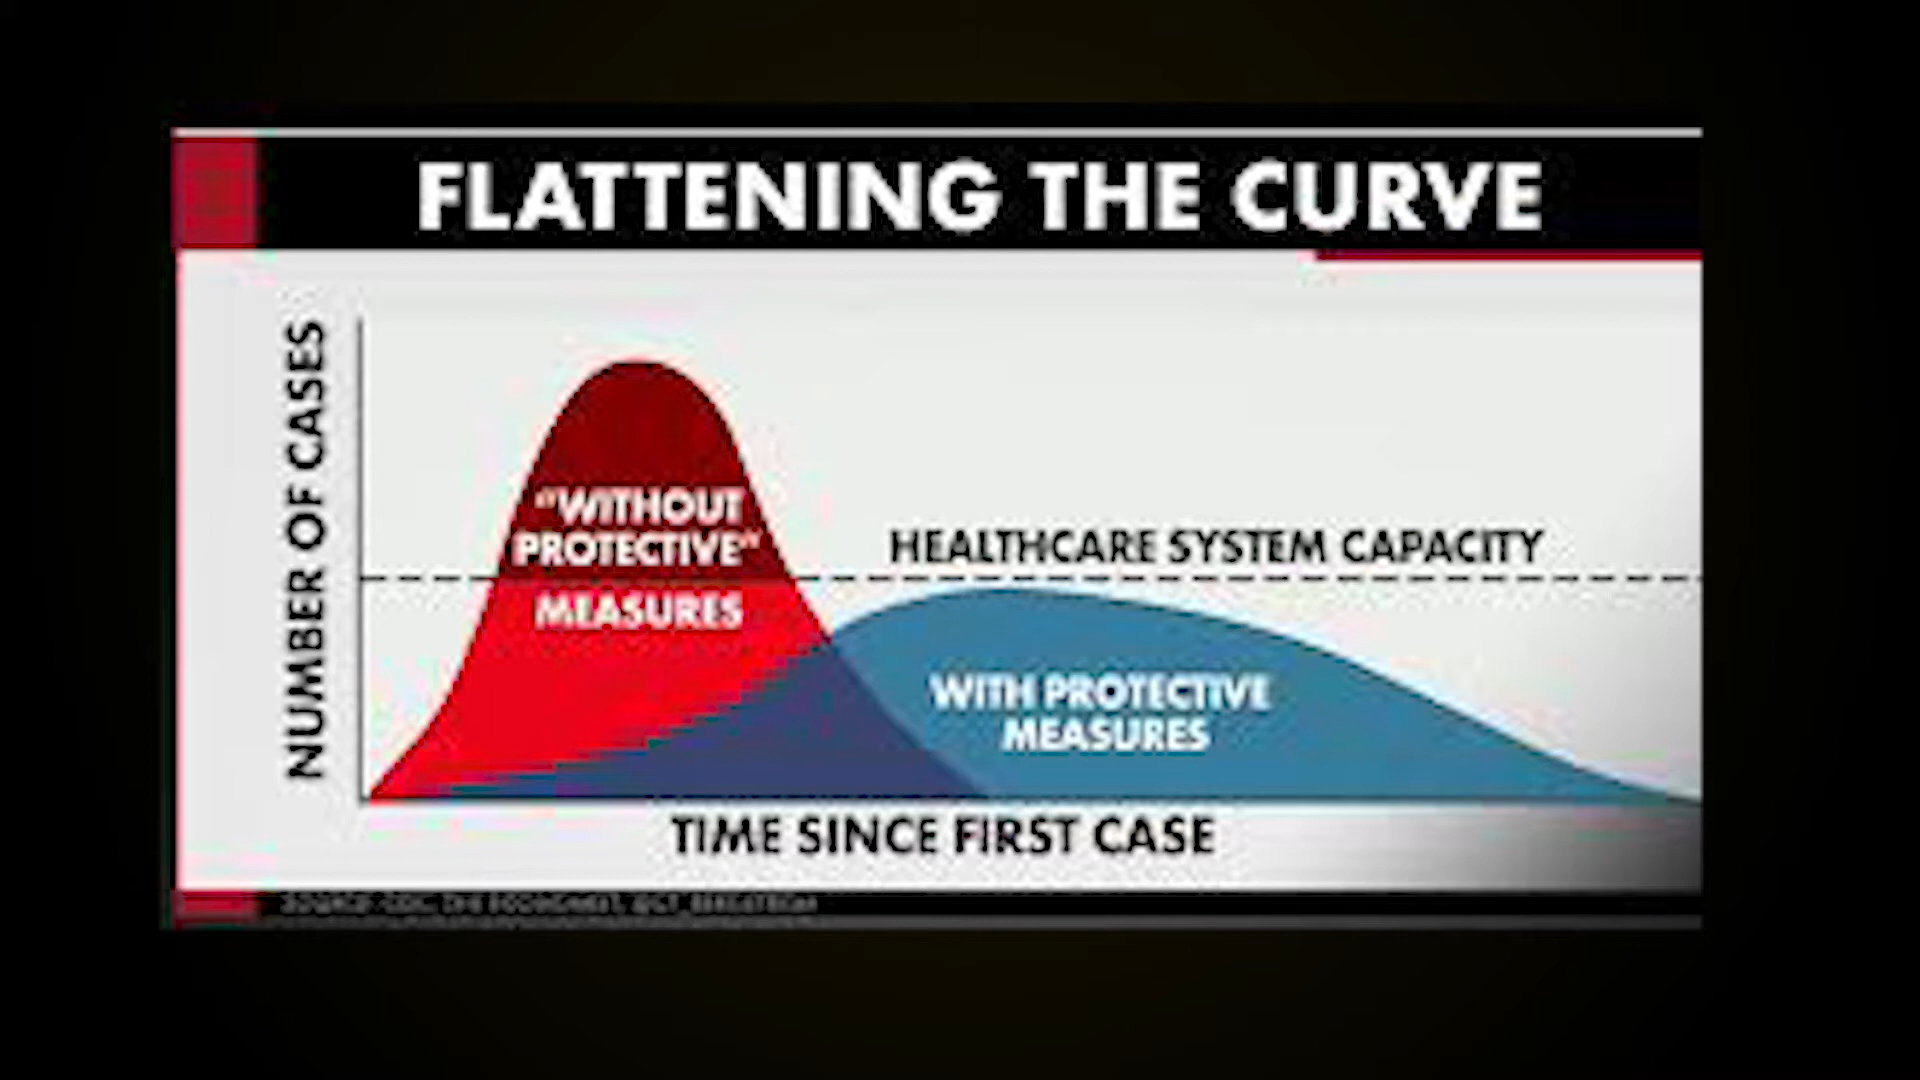 FLATTENING THE CURVE
NUMBER OF CASES
"WITHOUT
PROTECTIVE"
MEASURES
HEALTHCARE SYSTEM CAPACITY
WITH PROTECTIVE
MEASURES
TIME SINCE FIRST CASE